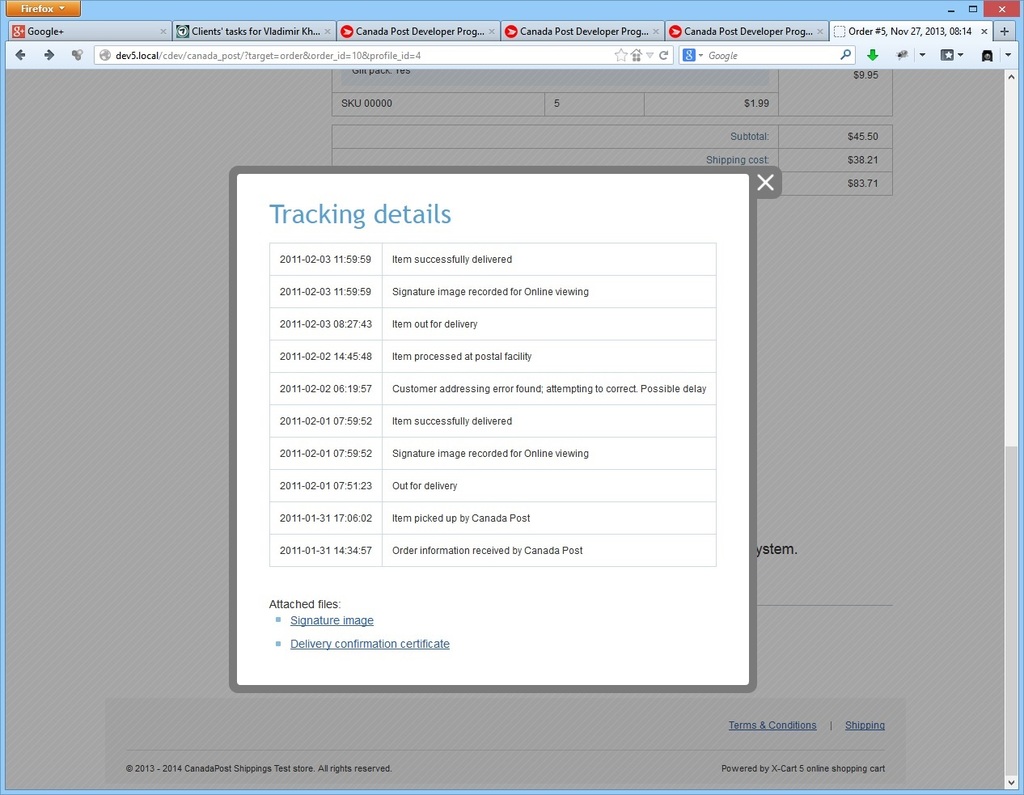 Firefox
Google+
Clients' tasks for Vladimir Kh...
Canada Post Developer Prog...
Canada Post Developer Prog...
Canada Post Developer Prog...
Order #5, Nov 27, 2013, 08:14
dev5.local/cdev/canada_post/?target=order&order_id=10&profile_id=4
Google
Gift pack: Yes
$9.95
SKU 00000 5 $1.99
Subtotal: $45.50
Shipping cost: $38.21
$83.71
Tracking details
2011-02-03 11:59:59 Item successfully delivered
2011-02-03 11:59:59 Signature image recorded for Online viewing
2011-02-03 08:27:43 Item out for delivery
2011-02-02 14:45:48 Item processed at postal facility
2011-02-02 06:19:57 Customer addressing error found; attempting to correct. Possible delay
2011-02-01 07:59:52 Item successfully delivered
2011-02-01 07:59:52 Signature image recorded for Online viewing
2011-02-01 07:51:23 Out for delivery
2011-01-31 17:06:02 Item picked up by Canada Post
2011-01-31 14:34:57 Order information received by Canada Post
ystem.
Attached files:
Signature image
Delivery confirmation certificate
Terms & Conditions | Shipping
© 2013 - 2014 CanadaPost Shippings Test store. All rights reserved.
Powered by X-Cart 5 online shopping cart